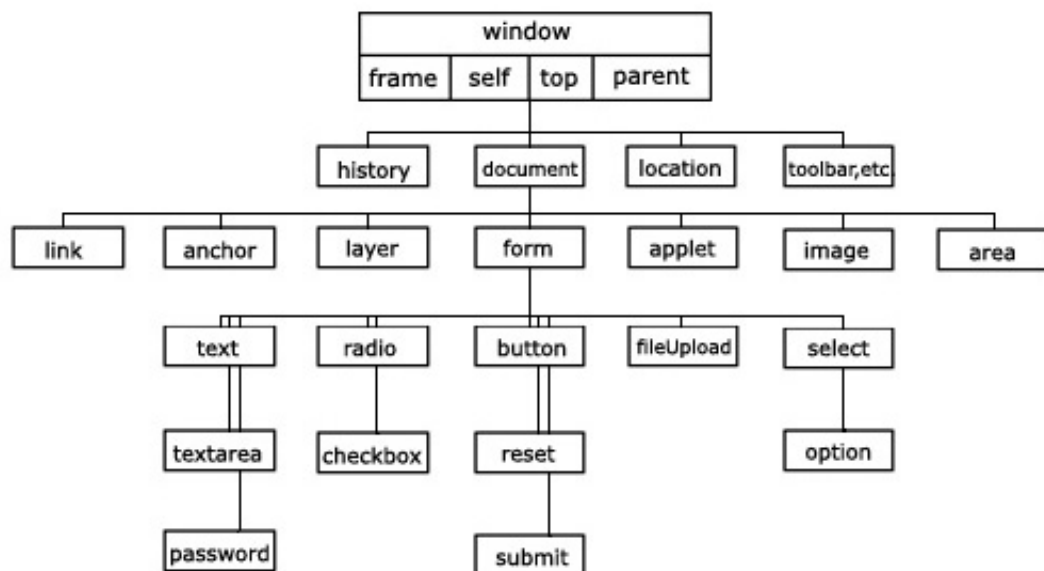 window
frame self top parent
history document location toolbar,etc.
link anchor layer form applet image area
text radio button fileUpload select
textarea checkbox reset option
password submit